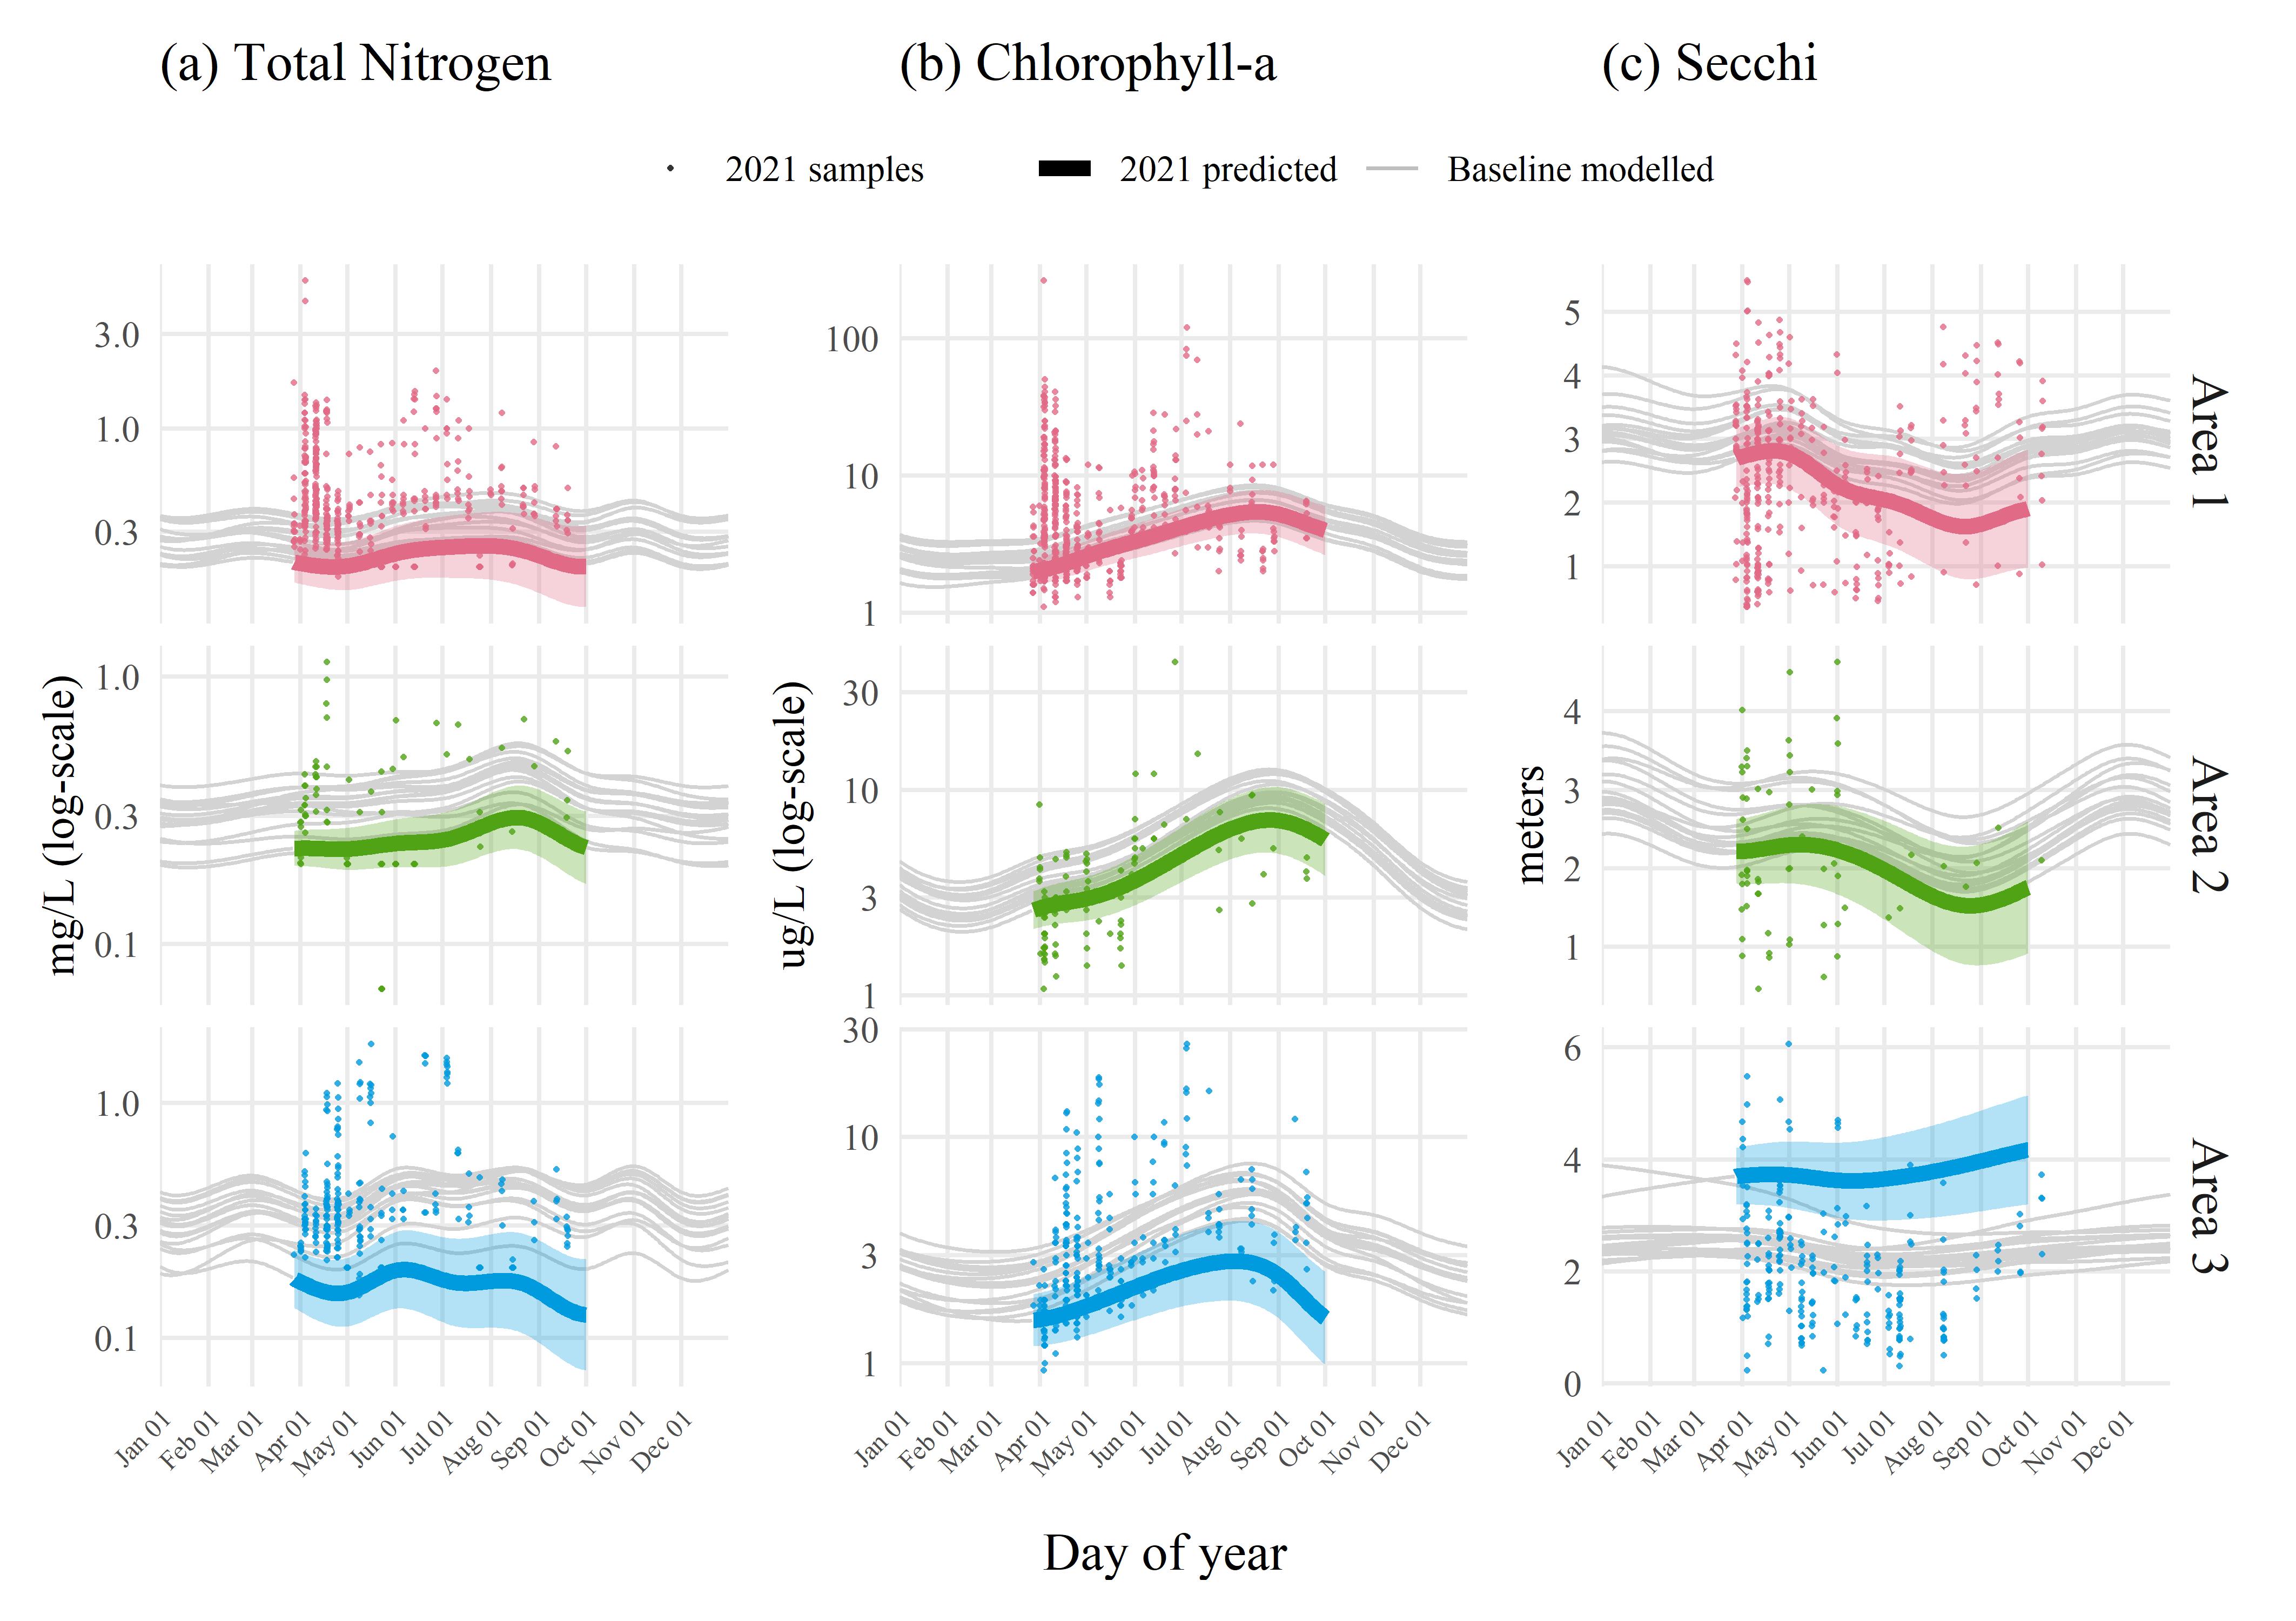 (a) Total Nitrogen
(b) Chlorophyll-a
(c) Secchi
2021 samples
2021 predicted
Baseline modelled
mg/L (log-scale)
3.0
1.0
0.3
1.0
0.3
0.1
1.0
0.3
0.1
Jan 01
Feb 01
Mar 01
Apr 01
May 01
Jun 01
Jul 01
Aug 01
Sep 01
Oct 01
Nov 01
Dec 01
ug/L (log-scale)
100
10
1
30
10
3
1
30
10
3
1
Jan 01
Feb 01
Mar 01
Apr 01
May 01
Jun 01
Jul 01
Aug 01
Sep 01
Oct 01
Nov 01
Dec 01
meters
5
4
3
2
1
4
3
2
1
6
4
2
0
Jan 01
Feb 01
Mar 01
Apr 01
May 01
Jun 01
Jul 01
Aug 01
Sep 01
Oct 01
Nov 01
Dec 01
Area 1
Area 2
Area 3
Day of year